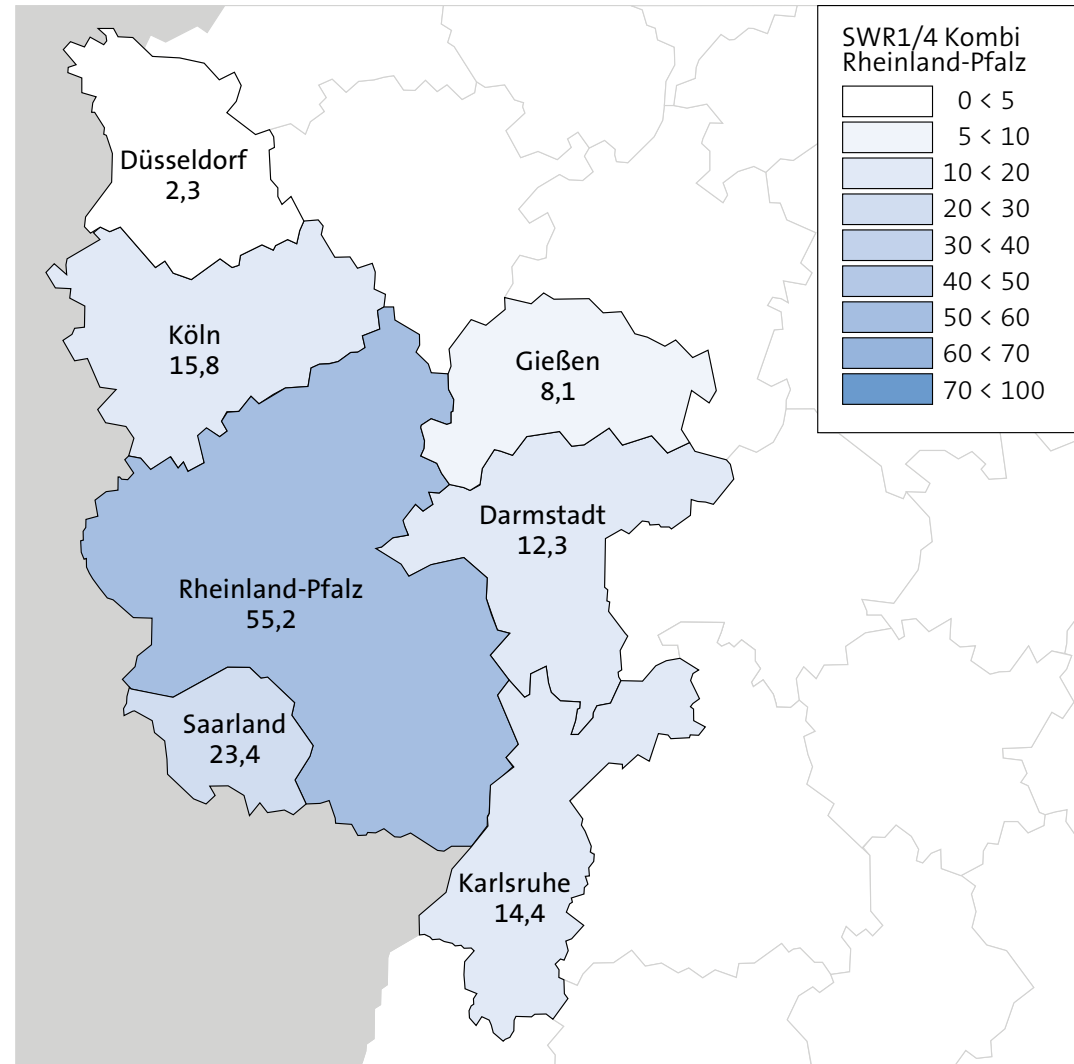 SWR1/4 Kombi
Rheinland-Pfalz
0 < 5
5 < 10
10 < 20
20 < 30
30 < 40
40 < 50
50 < 60
60 < 70
70 < 100
Düsseldorf
2,3
Köln
15,8
Gießen
8,1
Darmstadt
12,3
Rheinland-Pfalz
55,2
Saarland
23,4
Karlsruhe
14,4